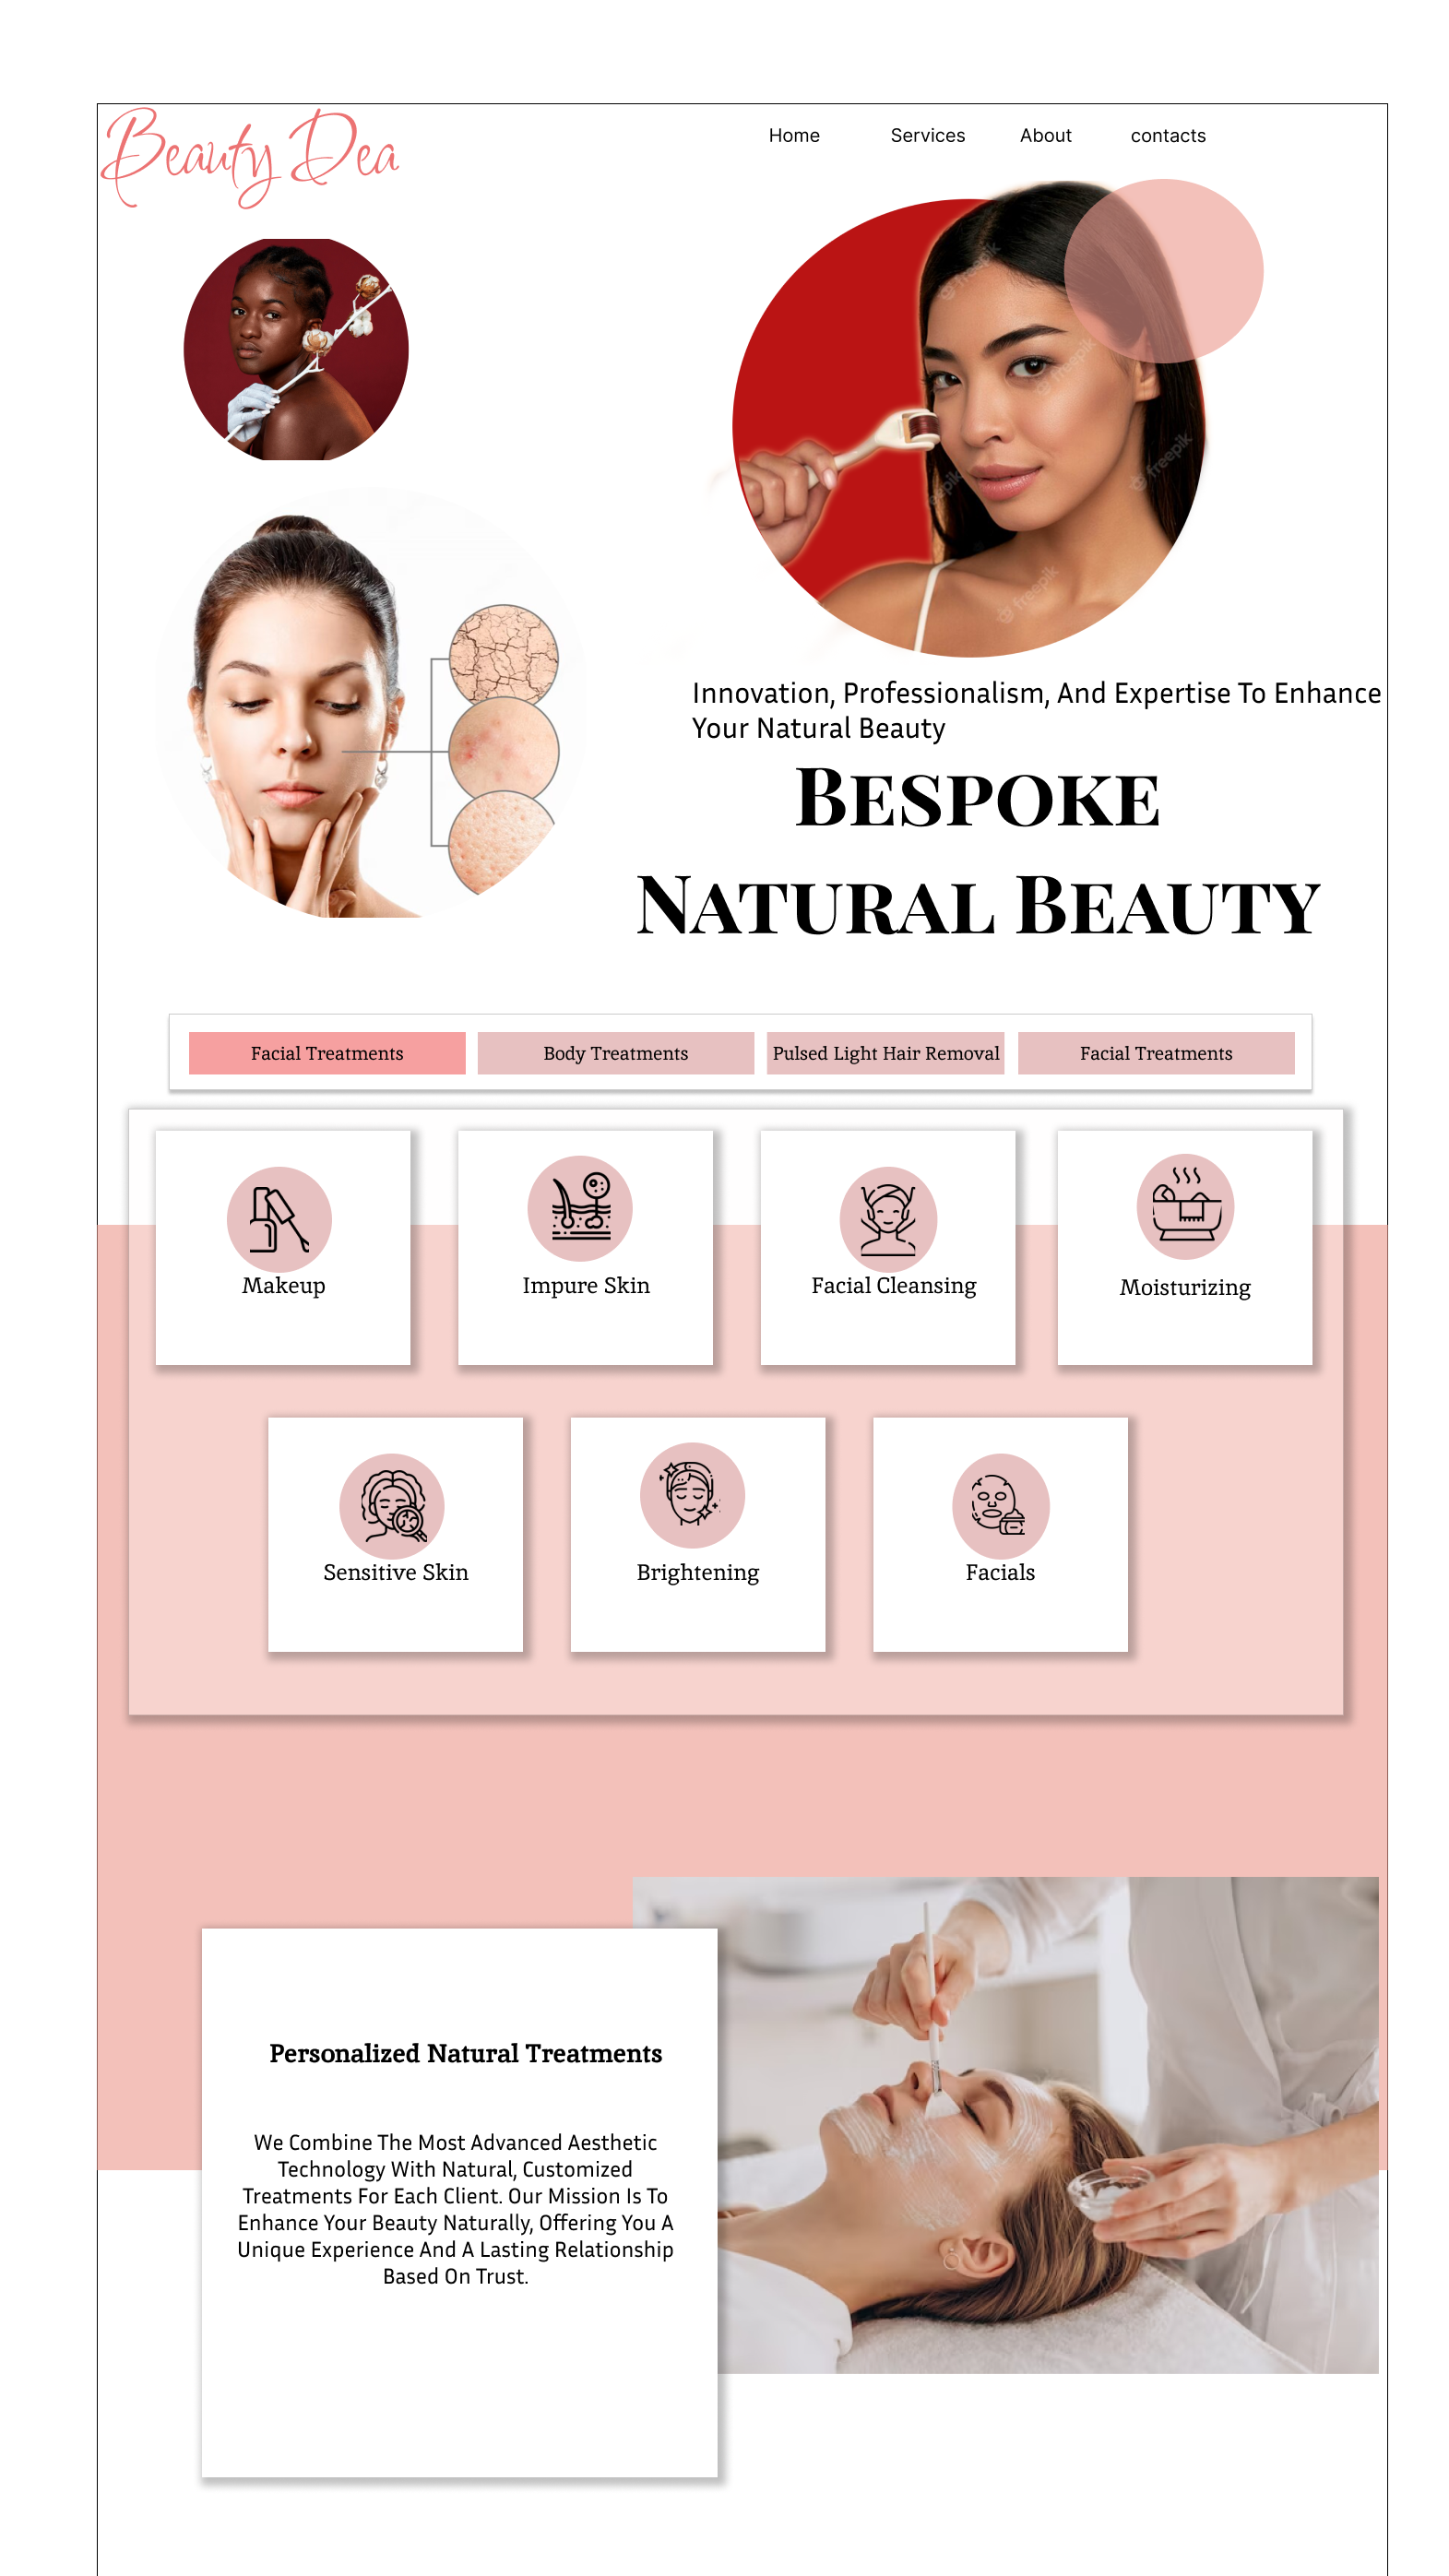 Beauty Dea
Home Services About contacts
freepik
freepik
freepik
Innovation, Professionalism, And Expertise To Enhance
Your Natural Beauty
BESPOKE
NATURAL BEAUTY
Facial Treatments Body Treatments Pulsed Light Hair Removal Facial Treatments
Makeup Impure Skin Facial Cleansing Moisturizing
Sensitive Skin Brightening Facials
Personalized Natural Treatments
We Combine The Most Advanced Aesthetic
Technology With Natural, Customized
Treatments For Each Client. Our Mission Is To
Enhance Your Beauty Naturally, Offering You A
Unique Experience And A Lasting Relationship
Based On Trust.